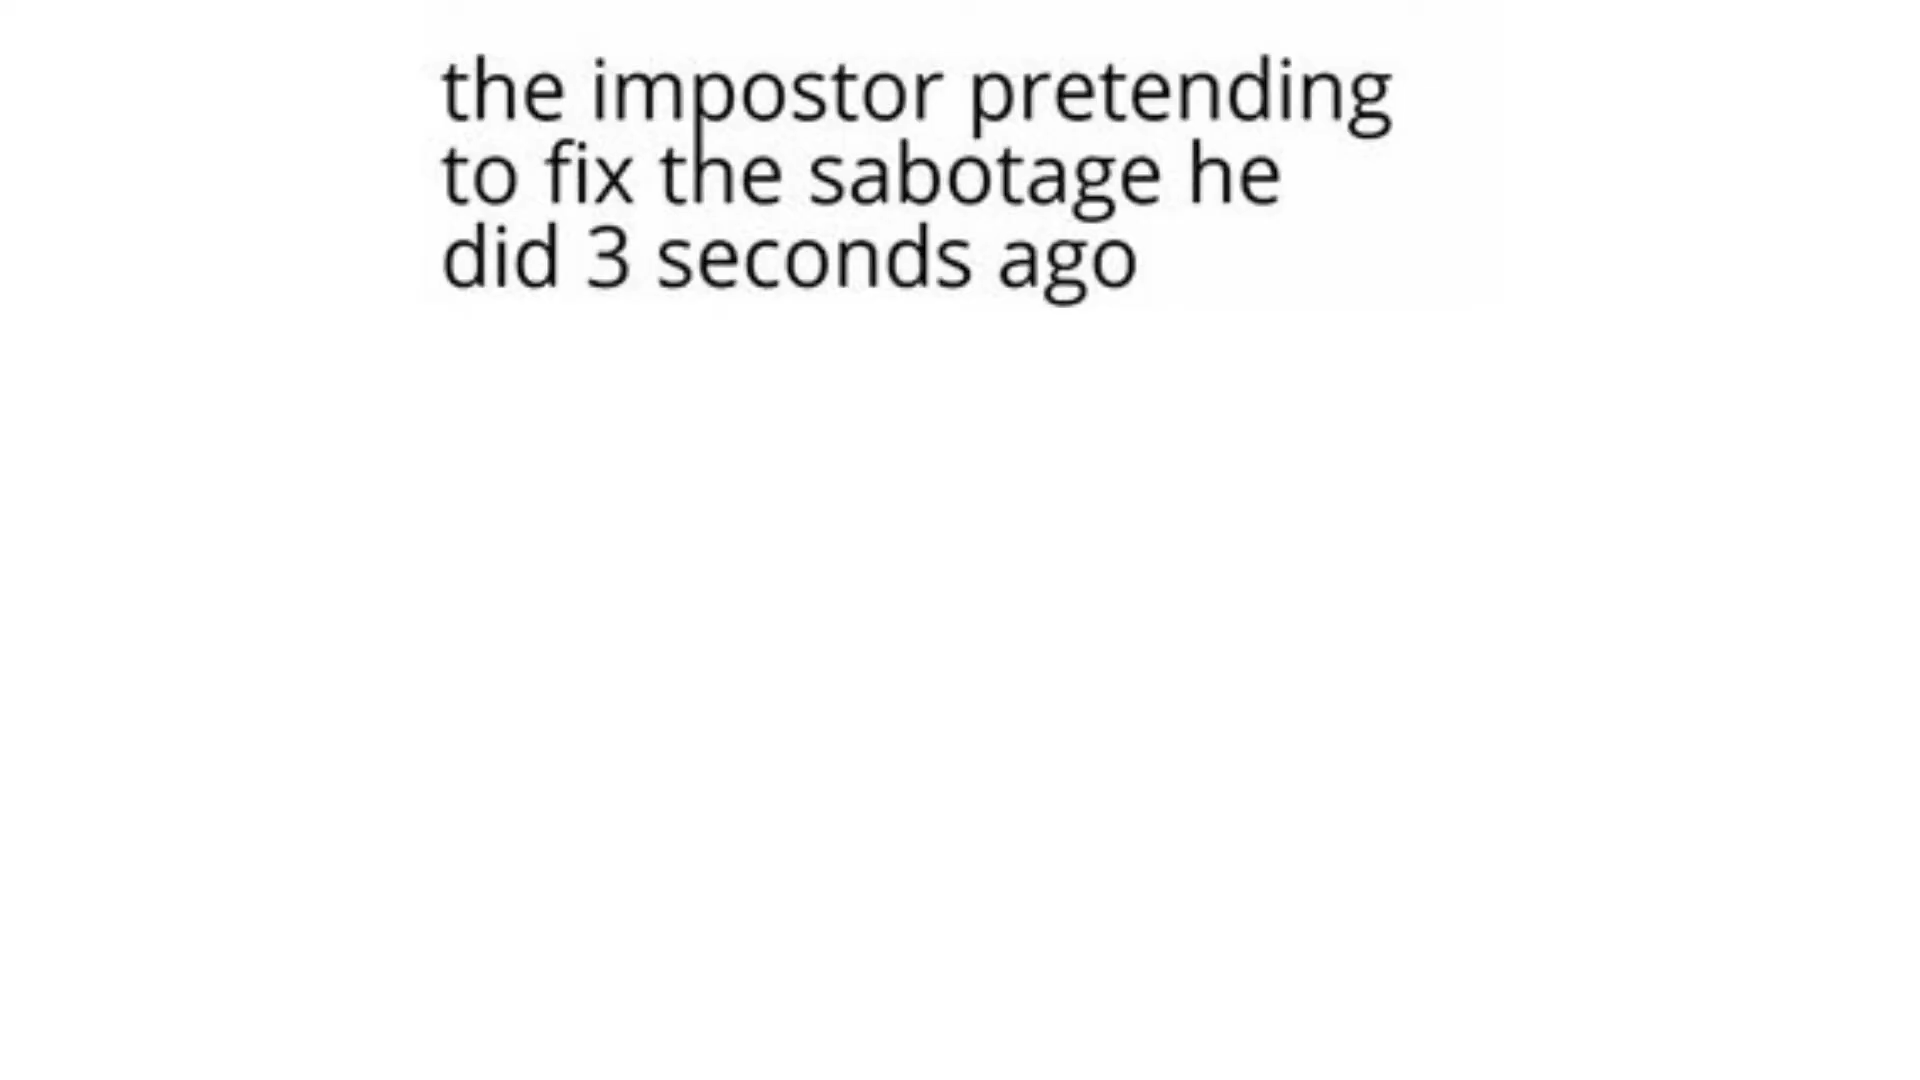 the impostor pretending
to fix the sabotage he
did 3 seconds ago